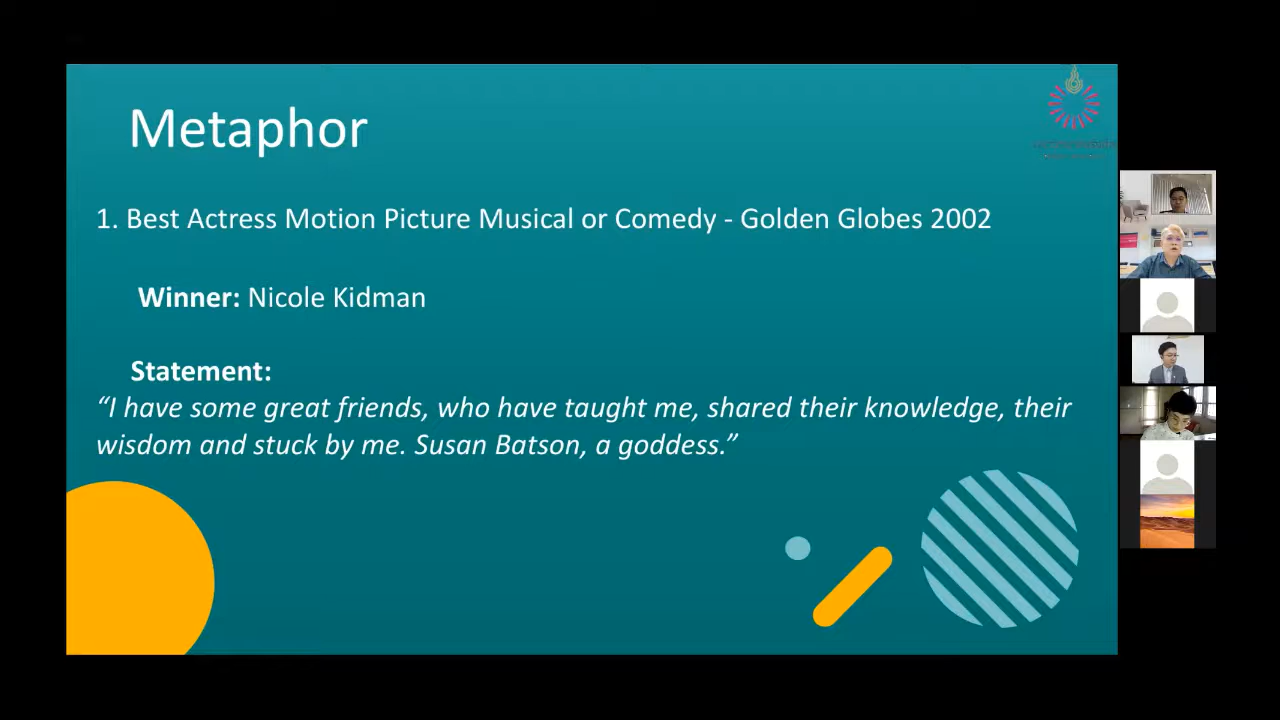 Metaphor
1. Best Actress Motion Picture Musical or Comedy - Golden Globes 2002
Winner: Nicole Kidman
Statement:
“I have some great friends, who have taught me, shared their knowledge, their
wisdom and stuck by me. Susan Batson, a goddess.”